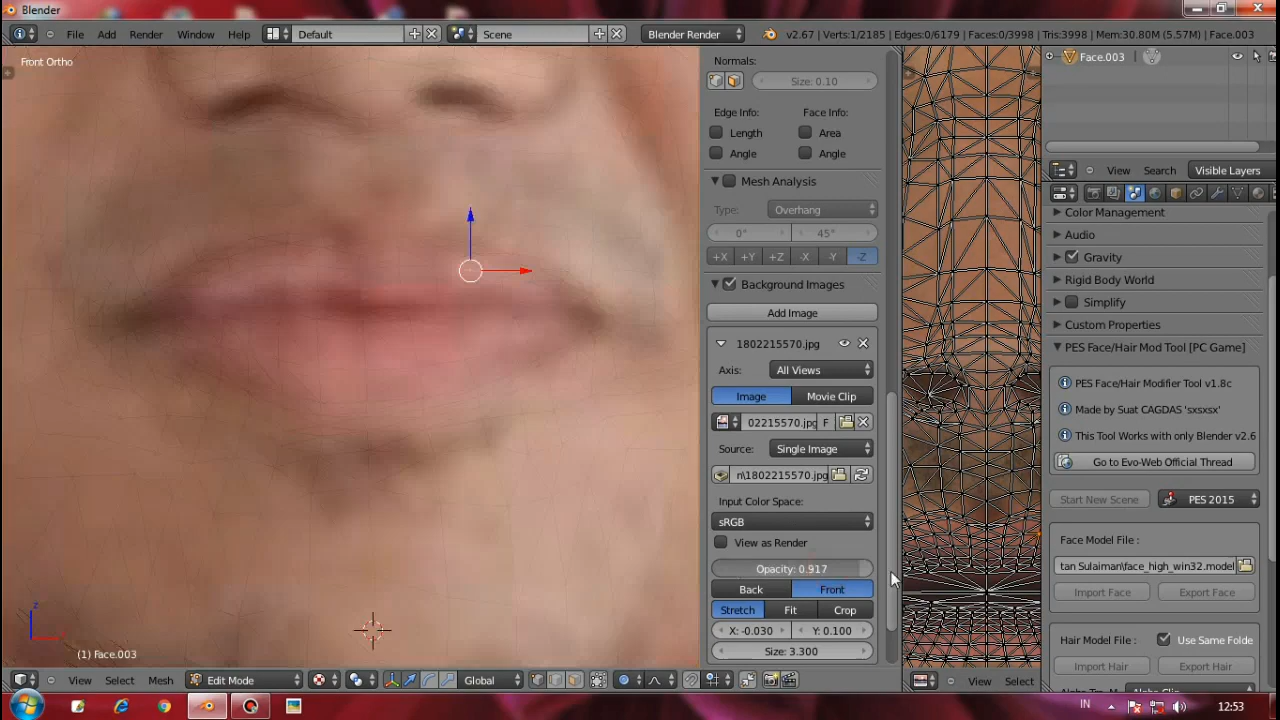 Blender
File Add Render Window Help Default Scene Blender Render v2.67 | Verts:1/2185 | Edges:0/6179 | Faces:0/3998 | Tris:3998 | Mem:30.80M (5.57M) | Face.003
Front Ortho
(1) Face.003
z
Normals:
Size: 0.10
Edge Info: Face Info:
Length Area
Angle Angle
Mesh Analysis
Type: Overhang
0° 45°
+X +Y +Z -X -Y -Z
Background Images
Add Image
1802215570.jpg
Axis: All Views
Image Movie Clip
02215570.jpg F
Source: Single Image
n\1802215570.jpg
Input Color Space:
sRGB
View as Render
Opacity: 0.917
Back Front
Stretch Fit Crop
X: -0.030 Y: 0.100
Size: 3.300
Face.003
View Search Visible Layers
Color Management
Audio
Gravity
Rigid Body World
Simplify
Custom Properties
PES Face/Hair Mod Tool [PC Game]
PES Face/Hair Modifier Tool v1.8c
Made by Suat CAGDAS 'sxsxsx'
This Tool Works with only Blender v2.6
Go to Evo-Web Official Thread
Start New Scene PES 2015
Face Model File :
tan Sulaiman\face_high_win32.model
Import Face Export Face
Hair Model File : Use Same Folde
Import Hair Export Hair
View Select Mesh Edit Mode Global View Select
IN 12:53